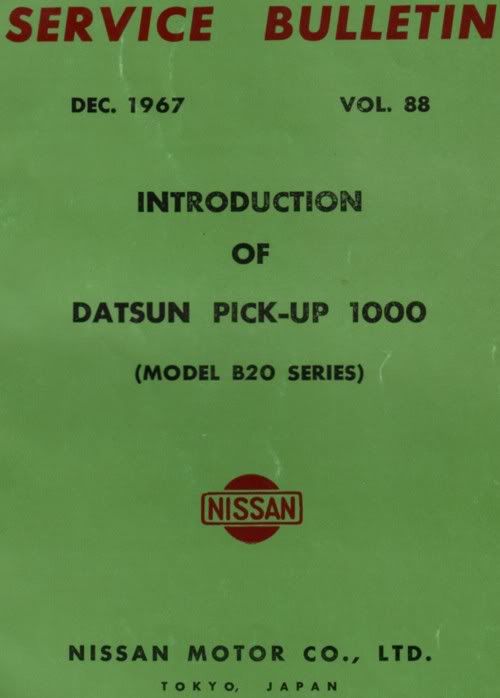 SERVICE BULLETIN
DEC. 1967 VOL. 88
INTRODUCTION
OF
DATSUN PICK-UP 1000
(MODEL B20 SERIES)
NISSAN
NISSAN MOTOR CO., LTD.
TOKYO, JAPAN